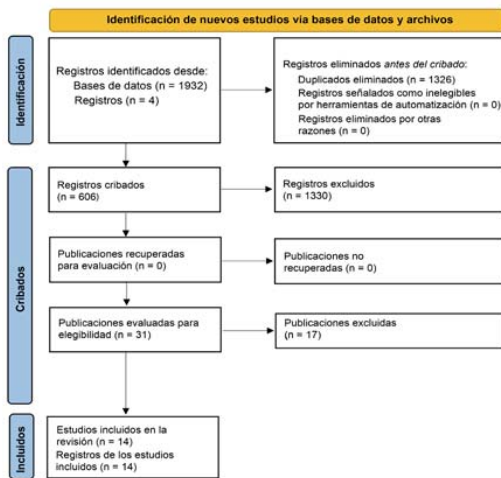 Identificación de nuevos estudios vía bases de datos y archivos
Identificación
Registros identificados desde:
Bases de datos (n = 1932)
Registros (n = 4)
Registros eliminados antes del cribado:
Duplicados eliminados (n = 1326)
Registros señalados como inelegibles
por herramientas de automatización (n = 0)
Registros eliminados por otras
razones (n = 0)
Cribados
Registros cribados
(n = 606)
Registros excluidos
(n = 1330)
Publicaciones recuperadas
para evaluación (n = 0)
Publicaciones no
recuperadas (n = 0)
Publicaciones evaluadas para
elegibilidad (n = 31)
Publicaciones excluidas
(n = 17)
Incluidos
Estudios incluidos en la
revisión (n = 14)
Registros de los estudios
incluidos (n = 14)